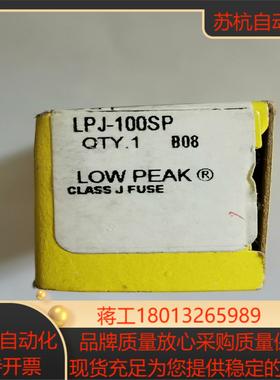 苏杭自动
LPJ-100SP
QTY.1 B08
LOW PEAK ®
CLASS J FUSE
蒋工18013265989
自动化 品牌质量放心采购质量保
开票 现货充足为您提供稳定的